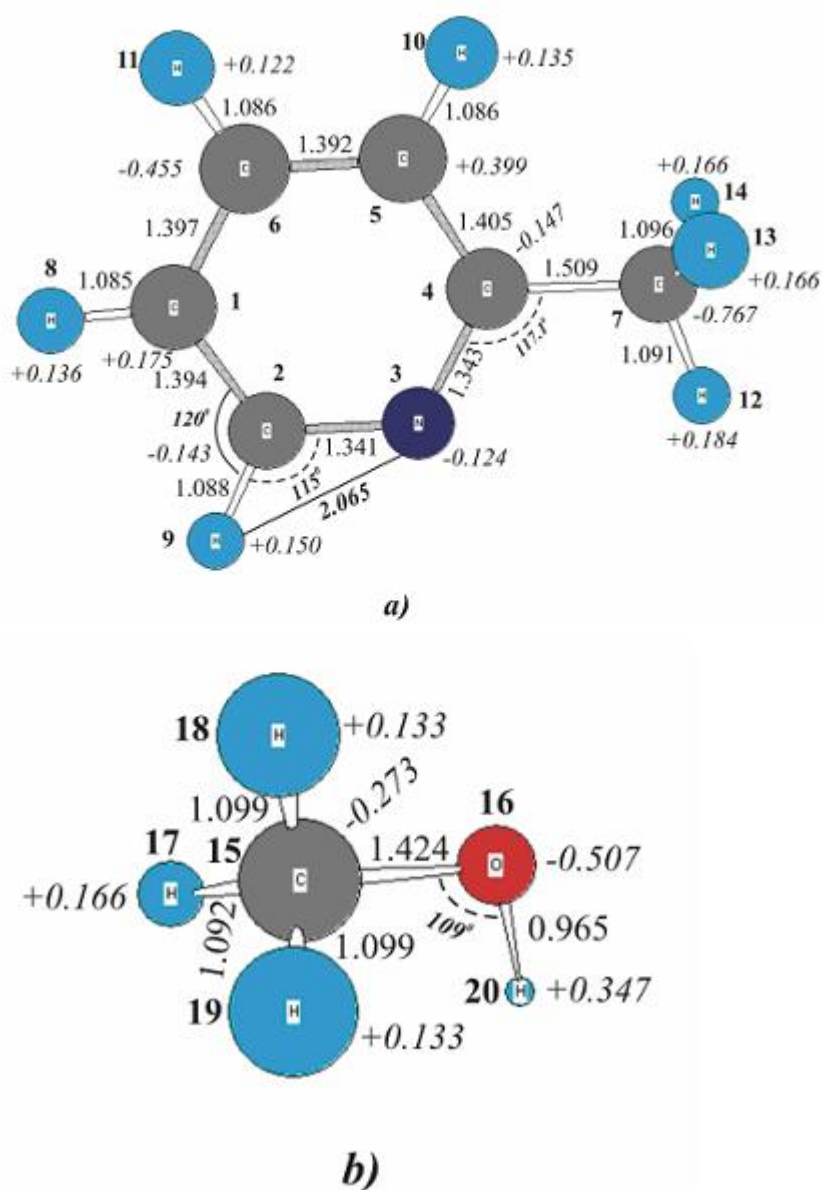 10
11
H
H
+0.122
+0.135
1.086
1.086
1.392
-0.455
C
C
+0.399
+0.166
6
5
14
1.405
-0.147
H
1.397
1.096
H
13
8
1.085
1.509
C
1
4
C
C
+0.166
H
7
-0.767
+0.175
2
3
117.1°
1.091
+0.136
1.394
1.343
H
12
120°
C
N
1.341
+0.184
-0.143
-0.124
1.088
115°
2.065
9
H
+0.150
a)
18
H
+0.133
-0.273
16
1.099
17
15
1.424
O
-0.507
+0.166
H
C
1.092
109°
0.965
1.099
20
H
+0.347
19
H
+0.133
b)